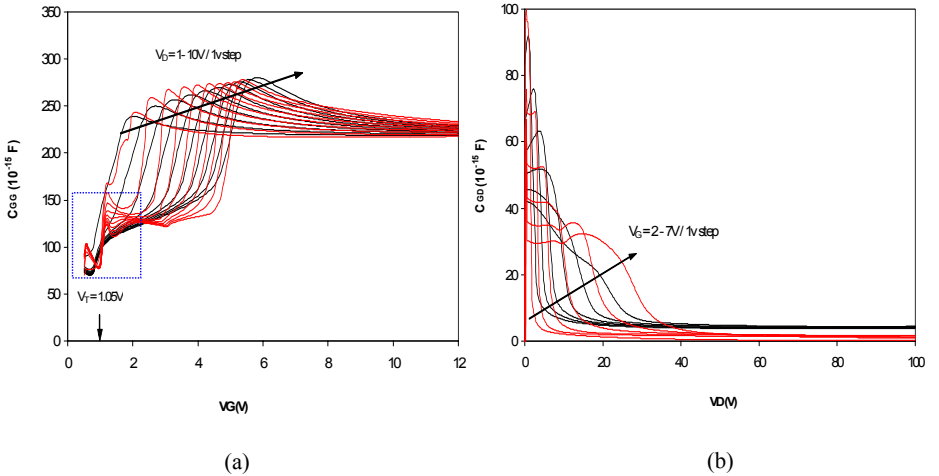 350
300
250
200
150
100
50
0
C_GG (10^-15 F)
V_D=1-10V/1v step
V_T=1.05V
0 2 4 6 8 10 12
VG(V)
(a)
100
80
60
40
20
0
C_GD (10^-15 F)
V_G=2-7V/1v step
0 20 40 60 80 100
VD(V)
(b)